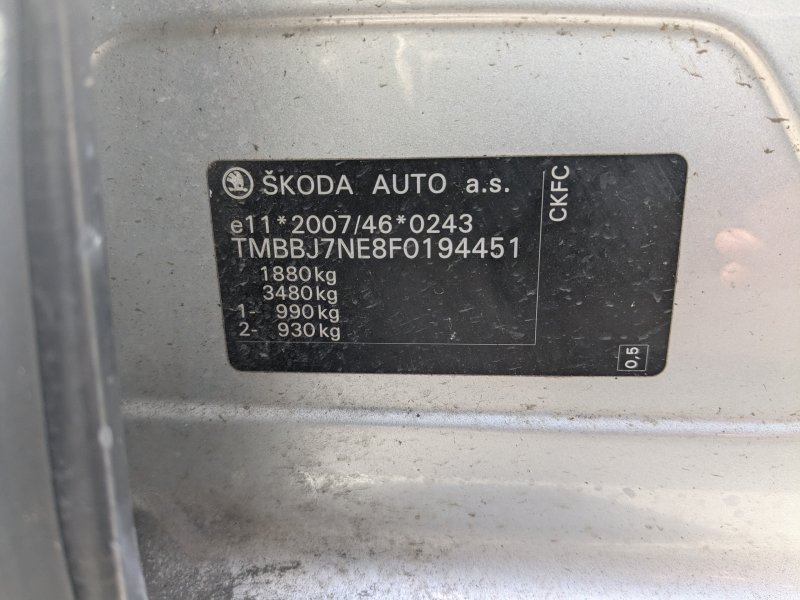 ŠKODA AUTO a.s.
e11*2007/46*0243
TMBBJ7NE8F0194451
1880kg
3480kg
1- 990kg
2- 930kg
CKFC
0,5